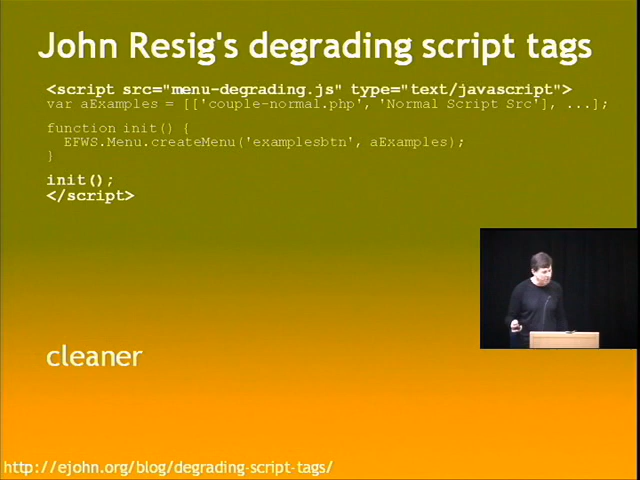 John Resig's degrading script tags
<script src="menu-degrading.js" type="text/javascript">
var aExamples = [['couple-normal.php', 'Normal Script Src'], ...];
function init() {
EFWS.Menu.createMenu('examplesbtn', aExamples);
}
init();
</script>
cleaner
http://ejohn.org/blog/degrading-script-tags/